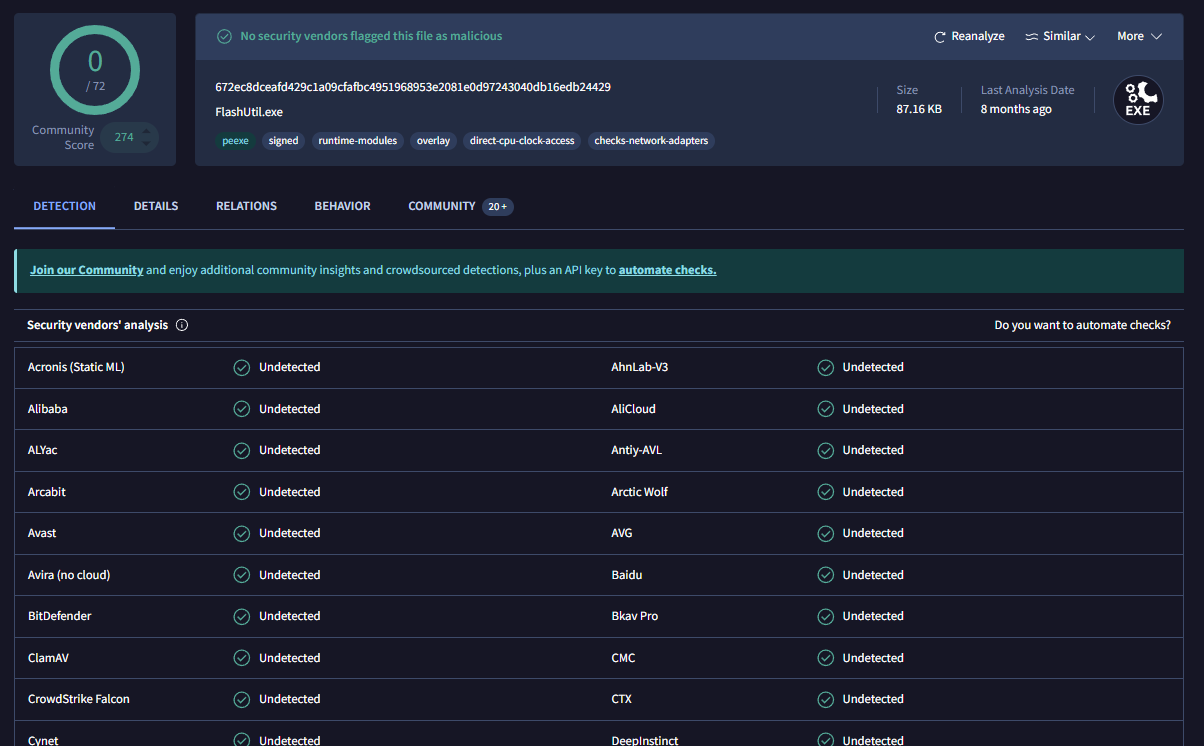 0
/ 72
Community
Score
274
No security vendors flagged this file as malicious
Reanalyze
Similar
More
672ec8dceafd429c1a09cfafbc4951968953e2081e0d97243040db16edb24429
FlashUtil.exe
peexe signed runtime-modules overlay direct-cpu-clock-access checks-network-adapters
Size
87.16 KB
Last Analysis Date
8 months ago
EXE
DETECTION DETAILS RELATIONS BEHAVIOR COMMUNITY 20+
Join our Community and enjoy additional community insights and crowdsourced detections, plus an API key to automate checks.
Security vendors' analysis Do you want to automate checks?
Acronis (Static ML) Undetected AhnLab-V3 Undetected
Alibaba Undetected AliCloud Undetected
ALYac Undetected Antiy-AVL Undetected
Arcabit Undetected Arctic Wolf Undetected
Avast Undetected AVG Undetected
Avira (no cloud) Undetected Baidu Undetected
BitDefender Undetected Bkav Pro Undetected
ClamAV Undetected CMC Undetected
CrowdStrike Falcon Undetected CTX Undetected
Cynet Undetected DeepInstinct Undetected